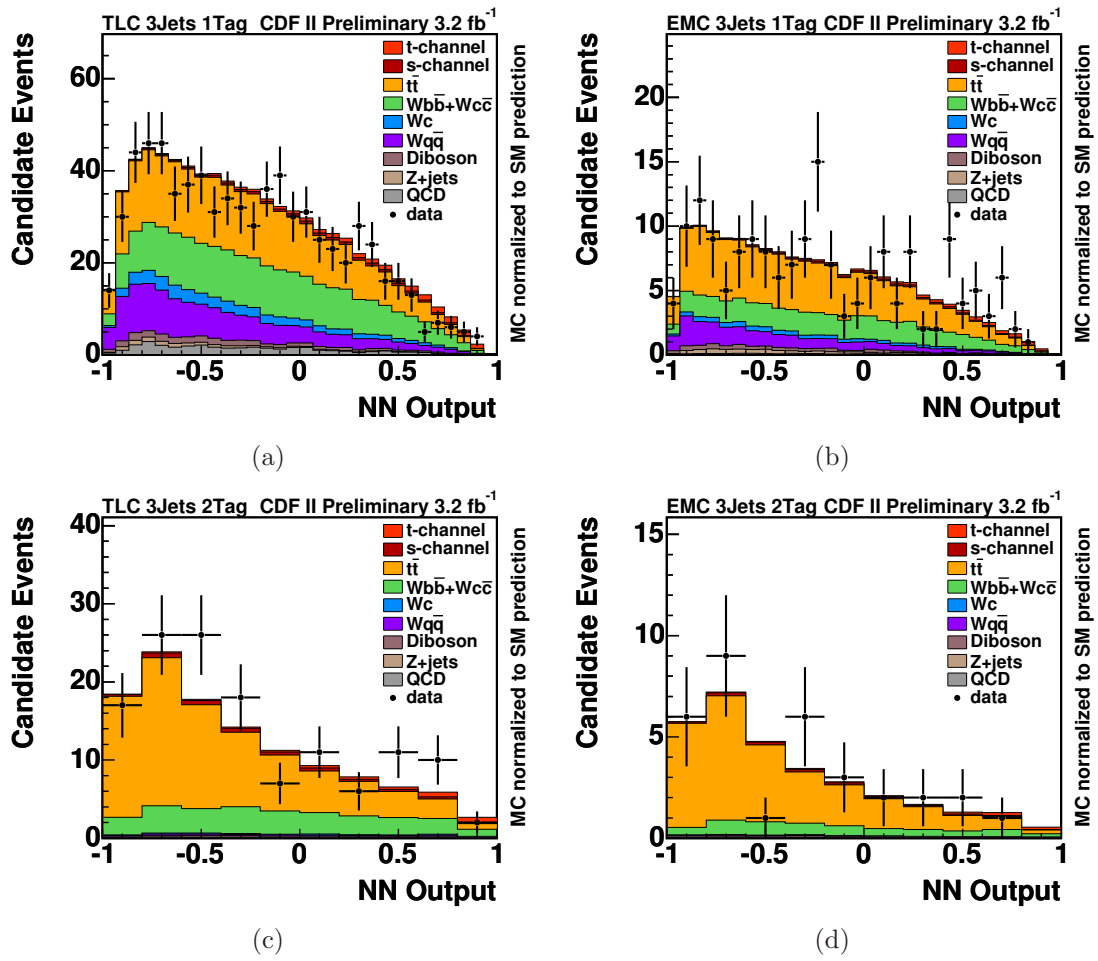 TLC 3Jets 1Tag CDF II Preliminary 3.2 fb⁻¹
Candidate Events
60
40
20
0
-1 -0.5 0 0.5 1
NN Output
t-channel
s-channel
tt̄
Wbb̄+Wcc̄
Wc
Wqq̄
Diboson
Z+jets
QCD
data
MC normalized to SM prediction
(a)
EMC 3Jets 1Tag CDF II Preliminary 3.2 fb⁻¹
Candidate Events
20
15
10
5
0
-1 -0.5 0 0.5 1
NN Output
t-channel
s-channel
tt̄
Wbb̄+Wcc̄
Wc
Wqq̄
Diboson
Z+jets
QCD
data
MC normalized to SM prediction
(b)
TLC 3Jets 2Tag CDF II Preliminary 3.2 fb⁻¹
Candidate Events
40
30
20
10
0
-1 -0.5 0 0.5 1
NN Output
t-channel
s-channel
tt̄
Wbb̄+Wcc̄
Wc
Wqq̄
Diboson
Z+jets
QCD
data
MC normalized to SM prediction
(c)
EMC 3Jets 2Tag CDF II Preliminary 3.2 fb⁻¹
Candidate Events
15
10
5
0
-1 -0.5 0 0.5 1
NN Output
t-channel
s-channel
tt̄
Wbb̄+Wcc̄
Wc
Wqq̄
Diboson
Z+jets
QCD
data
MC normalized to SM prediction
(d)